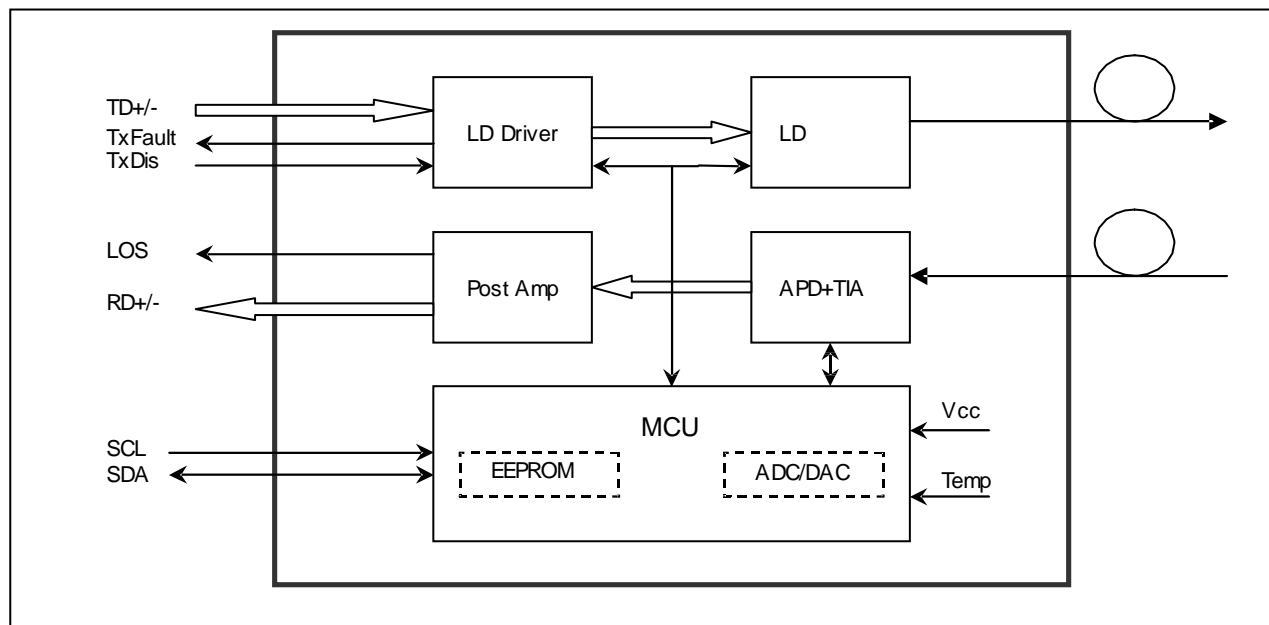 TD+/-
TxFault
TxDis
LD Driver
LD
LOS
RD+/-
Post Amp
APD+TIA
SCL
SDA
MCU
EEPROM
ADC/DAC
Vcc
Temp